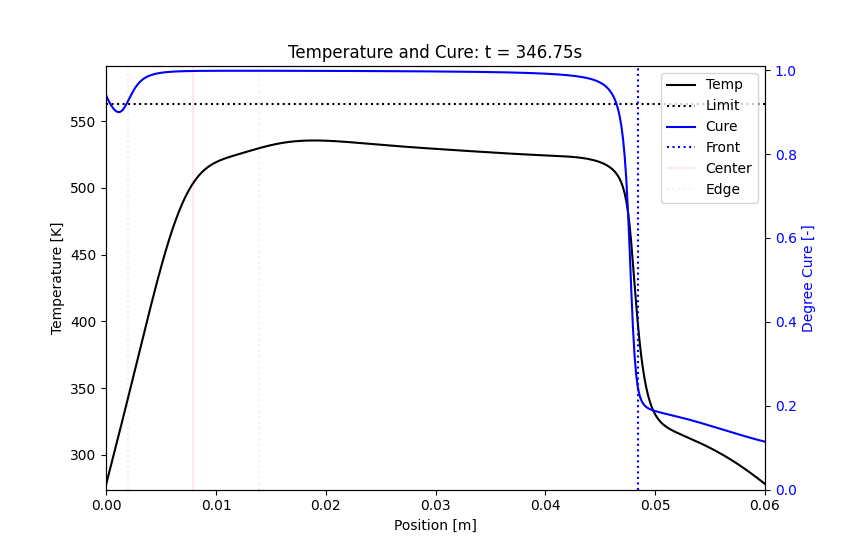 Temperature and Cure: t = 346.75s
Temperature [K]
550
500
450
400
350
300
Temp
Limit
Cure
Front
Center
Edge
1.0
0.8
0.6
0.4
0.2
0.0
Degree Cure [-]
0.00
0.01
0.02
0.03
0.04
0.05
0.06
Position [m]